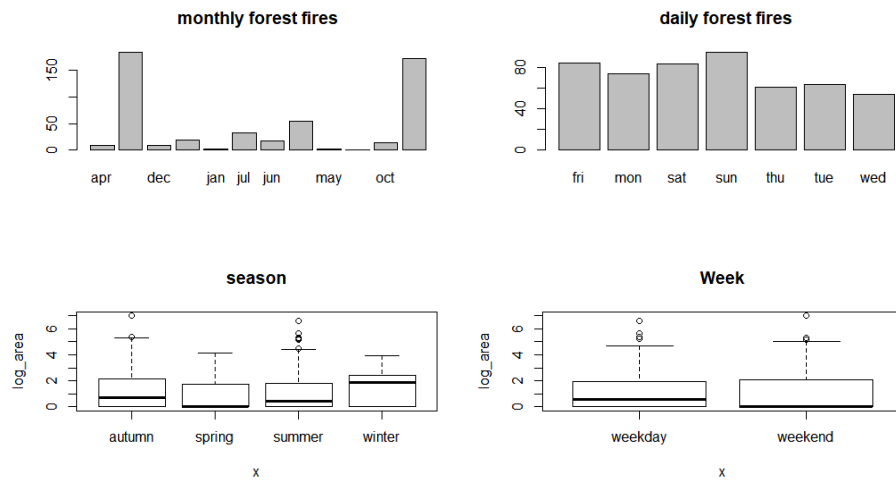 monthly forest fires
150
50
0
apr dec jan jul jun may oct
daily forest fires
80
40
0
fri mon sat sun thu tue wed
season
log_area
6
4
2
0
autumn spring summer winter
x
Week
log_area
6
4
2
0
weekday weekend
x